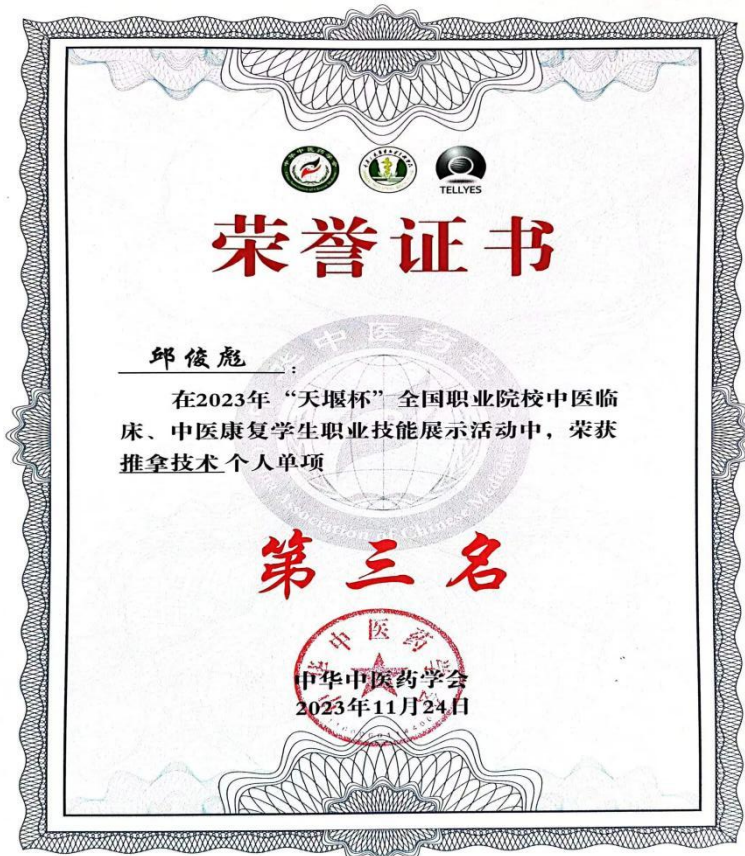 TELLYES
荣誉证书
邱俊彪：
在2023年“天堰杯”全国职业院校中医临
床、中医康复学生职业技能展示活动中，荣获
推拿技术个人单项
第三名
中华中医药学会
2023年11月24日